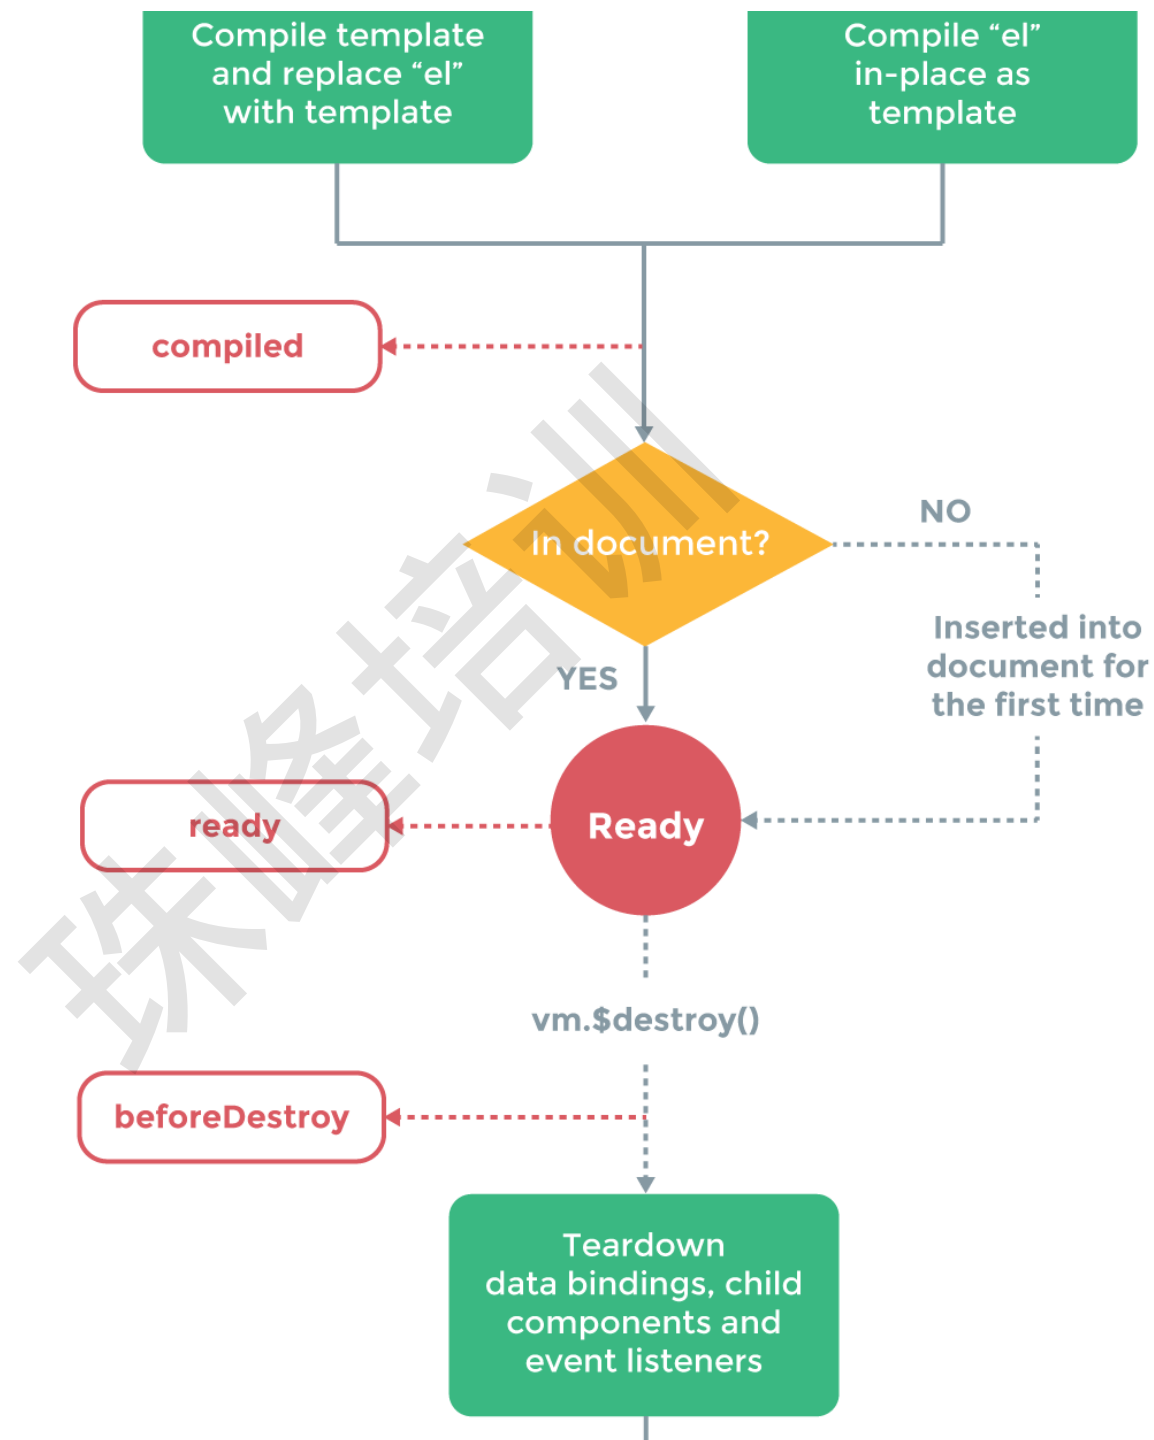 Compile template
and replace “el”
with template
Compile “el”
in-place as
template
compiled
In document?
NO
YES
Inserted into
document for
the first time
ready
Ready
vm.$destroy()
beforeDestroy
Teardown
data bindings, child
components and
event listeners
珠峰培训